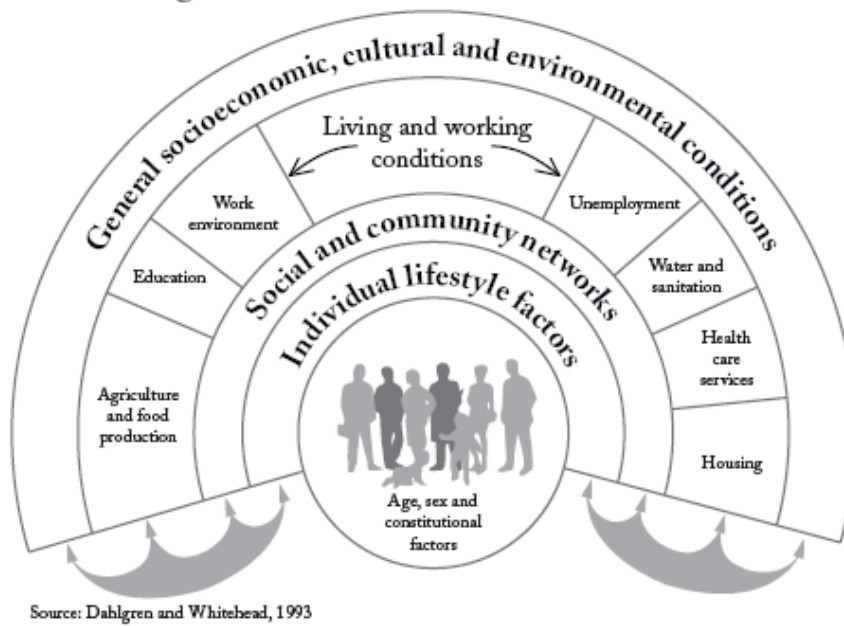 General socioeconomic, cultural and environmental conditions
Living and working
conditions
Work
environment
Unemployment
Education
Water and
sanitation
Agriculture
and food
production
Health
care
services
Housing
Social and community networks
Individual lifestyle factors
Age, sex and
constitutional
factors
Source: Dahlgren and Whitehead, 1993